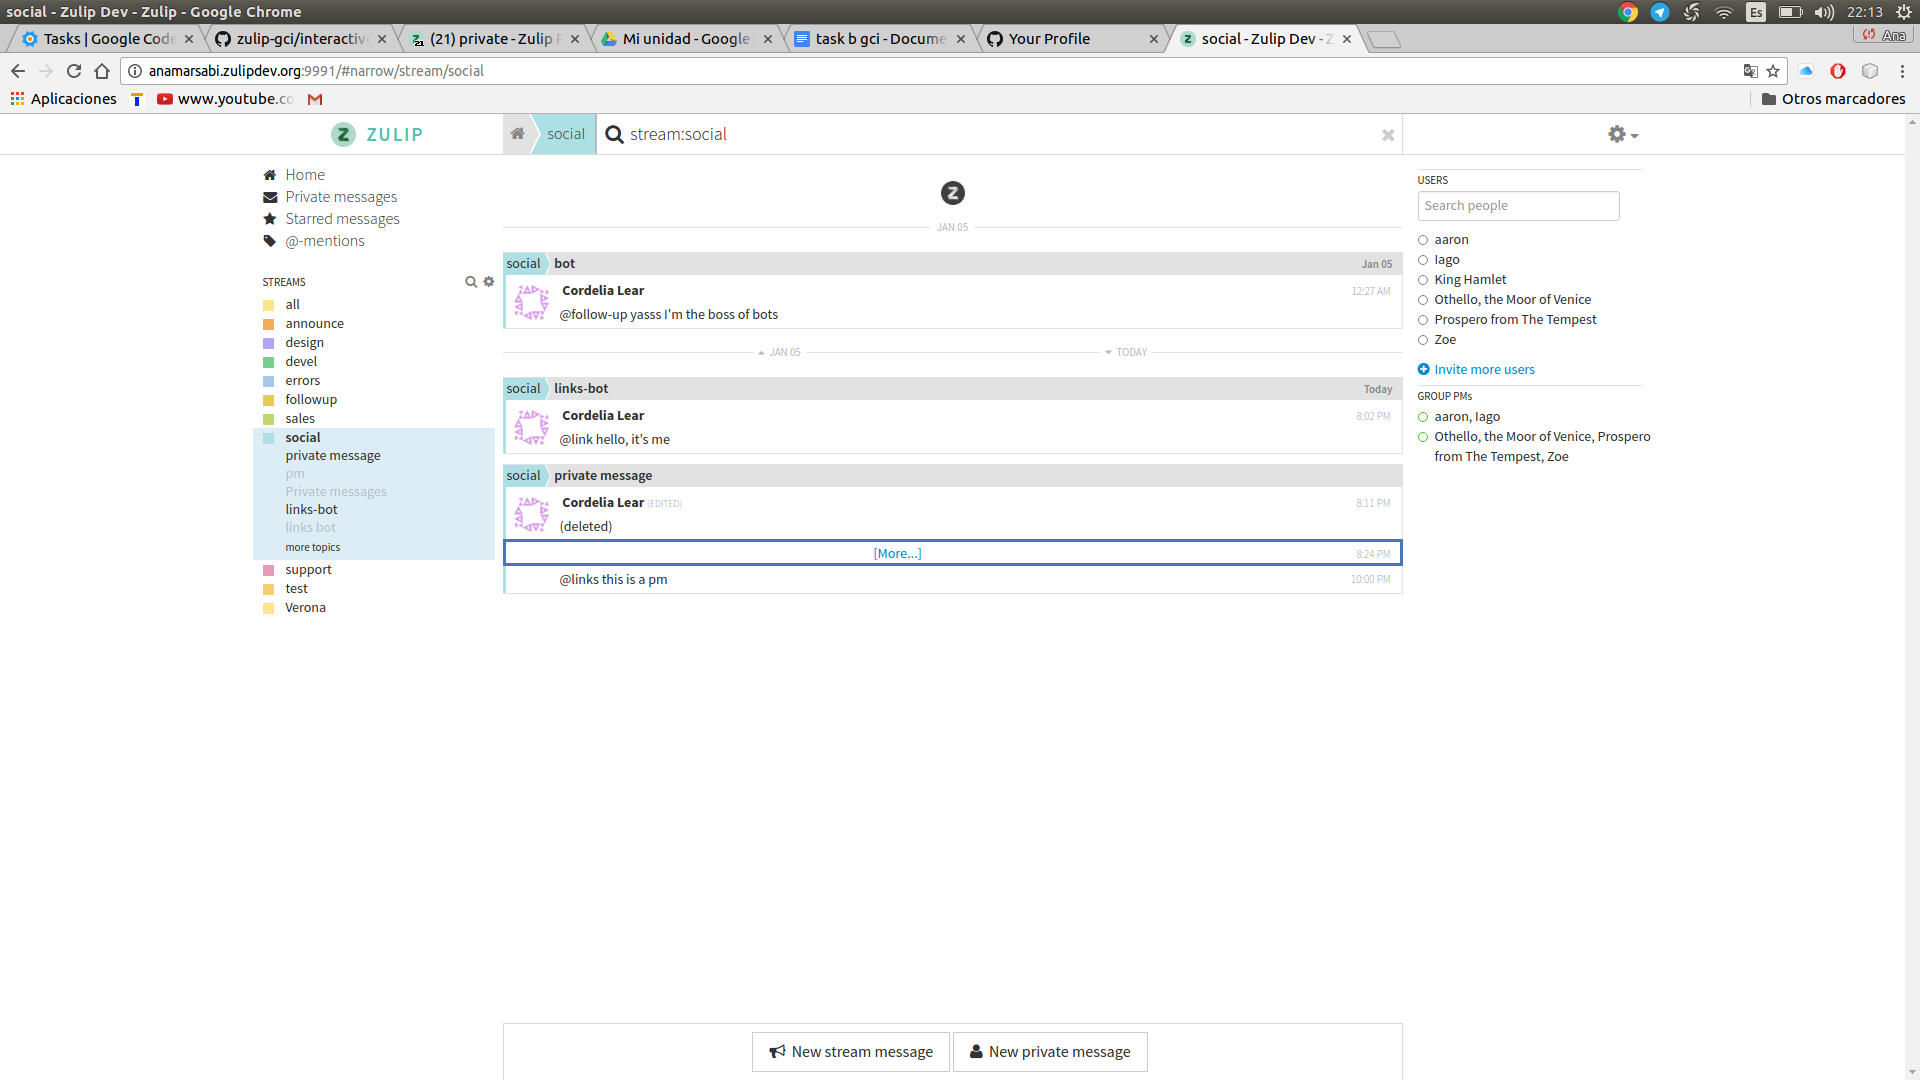 social - Zulip Dev - Zulip - Google Chrome
Es
22:13
Tasks | Google Code
zulip-gci/interactive
(21) private - Zulip P
Mi unidad - Google
task b gci - Docume
Your Profile
social - Zulip Dev - Z
Ana
anamarsabi.zulipdev.org:9991/#narrow/stream/social
Aplicaciones
www.youtube.co
Otros marcadores
ZULIP
social
stream:social
Home
Private messages
Starred messages
@-mentions
STREAMS
all
announce
design
devel
errors
followup
sales
social
private message
pm
Private messages
links-bot
links bot
more topics
support
test
Verona
JAN 05
social bot Jan 05
Cordelia Lear 12:27 AM
@follow-up yasss I'm the boss of bots
JAN 05 TODAY
social links-bot Today
Cordelia Lear 8:02 PM
@link hello, it's me
social private message
Cordelia Lear (EDITED) 8:11 PM
(deleted)
[More...] 8:24 PM
@links this is a pm 10:00 PM
New stream message
New private message
USERS
Search people
aaron
Iago
King Hamlet
Othello, the Moor of Venice
Prospero from The Tempest
Zoe
Invite more users
GROUP PMs
aaron, Iago
Othello, the Moor of Venice, Prospero
from The Tempest, Zoe